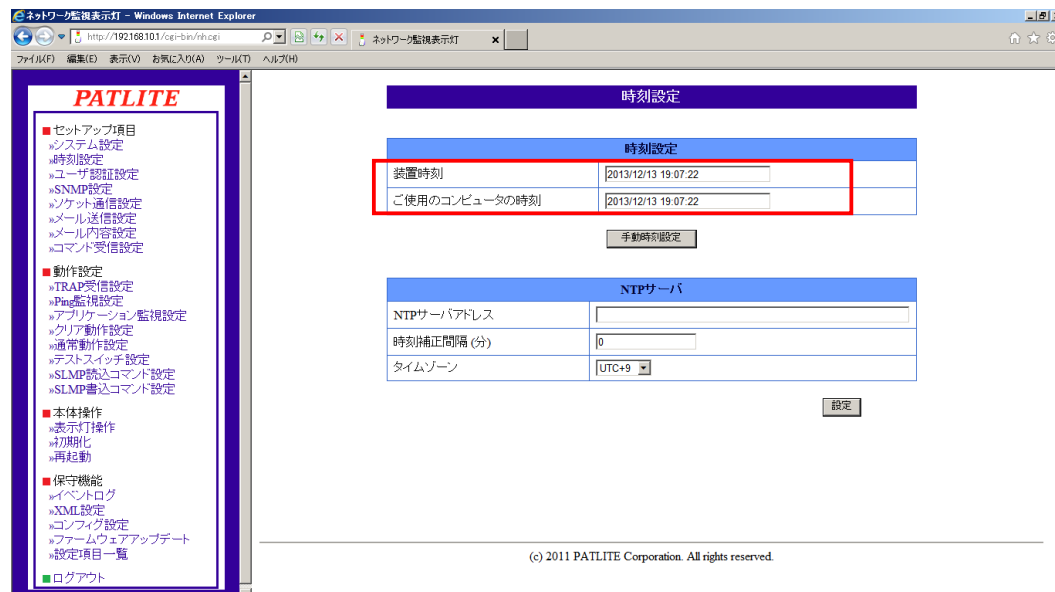 ネットワーク監視表示灯 - Windows Internet Explorer
http://192.168.10.1/cgi-bin/nh.cgi
ネットワーク監視表示灯
ファイル(F) 編集(E) 表示(V) お気に入り(A) ツール(T) ヘルプ(H)
PATLITE
セットアップ項目
»システム設定
»時刻設定
»ユーザ認証設定
»SNMP設定
»ソケット通信設定
»メール送信設定
»メール内容設定
»コマンド受信設定
動作設定
»TRAP受信設定
»Ping監視設定
»アプリケーション監視設定
»クリア動作設定
»通常動作設定
»テストスイッチ設定
»SLMP読込コマンド設定
»SLMP書込コマンド設定
本体操作
»表示灯操作
»初期化
»再起動
保守機能
»イベントログ
»XML設定
»コンフィグ設定
»ファームウェアアップデート
»設定項目一覧
ログアウト
時刻設定
時刻設定
装置時刻 2013/12/13 19:07:22
ご使用のコンピュータの時刻 2013/12/13 19:07:22
手動時刻設定
NTPサーバ
NTPサーバアドレス
時刻補正間隔 (分) 0
タイムゾーン UTC+9
設定
(c) 2011 PATLITE Corporation. All rights reserved.